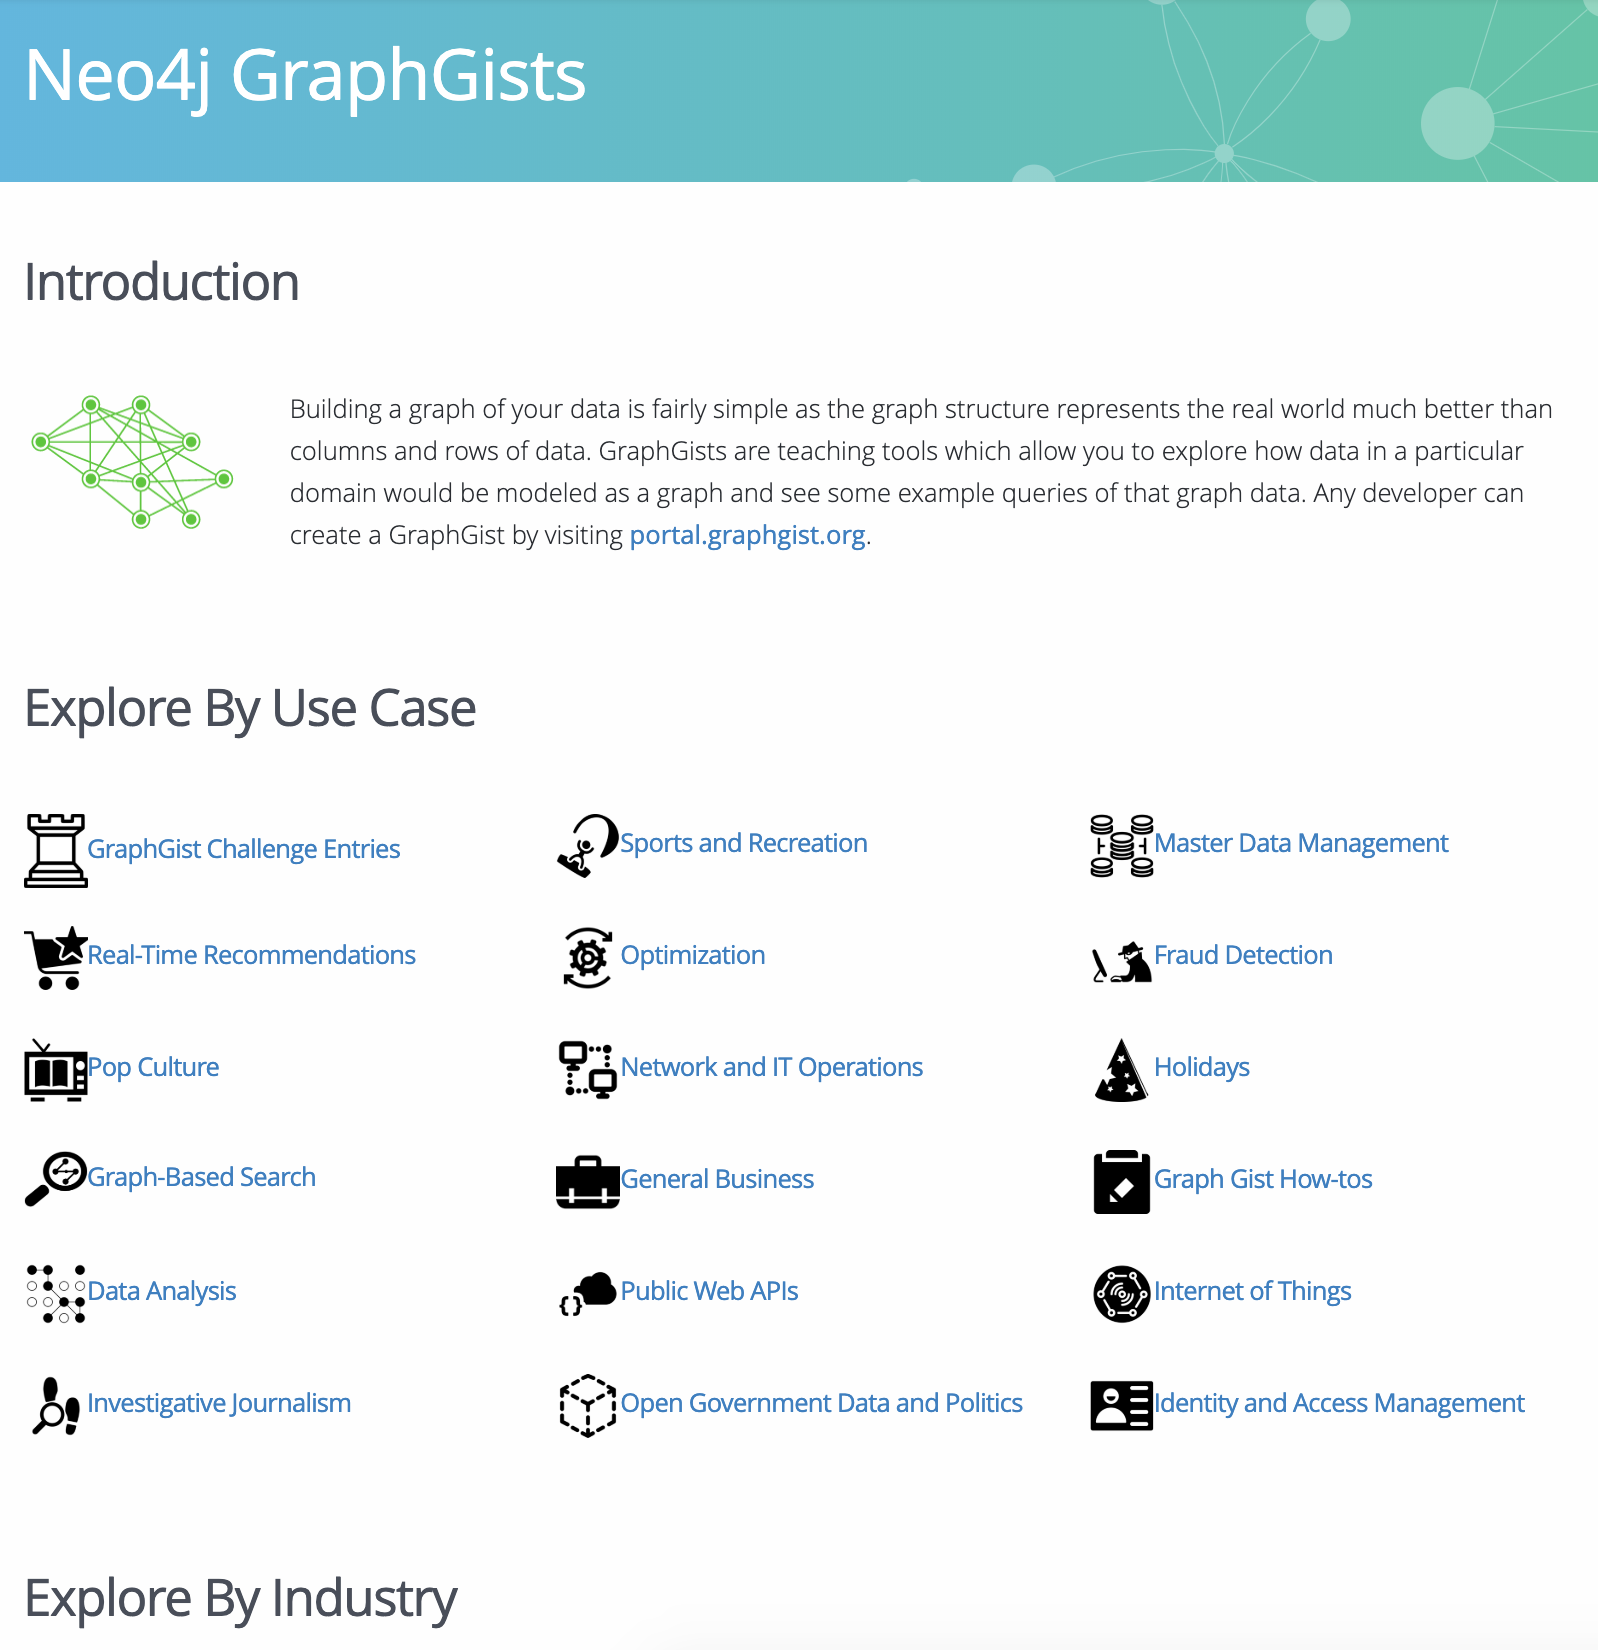 Neo4j GraphGists
Introduction
Building a graph of your data is fairly simple as the graph structure represents the real world much better than
columns and rows of data. GraphGists are teaching tools which allow you to explore how data in a particular
domain would be modeled as a graph and see some example queries of that graph data. Any developer can
create a GraphGist by visiting portal.graphgist.org.
Explore By Use Case
GraphGist Challenge Entries
Sports and Recreation
Master Data Management
Real-Time Recommendations
Optimization
Fraud Detection
Pop Culture
Network and IT Operations
Holidays
Graph-Based Search
General Business
Graph Gist How-tos
Data Analysis
Public Web APIs
Internet of Things
Investigative Journalism
Open Government Data and Politics
Identity and Access Management
Explore By Industry